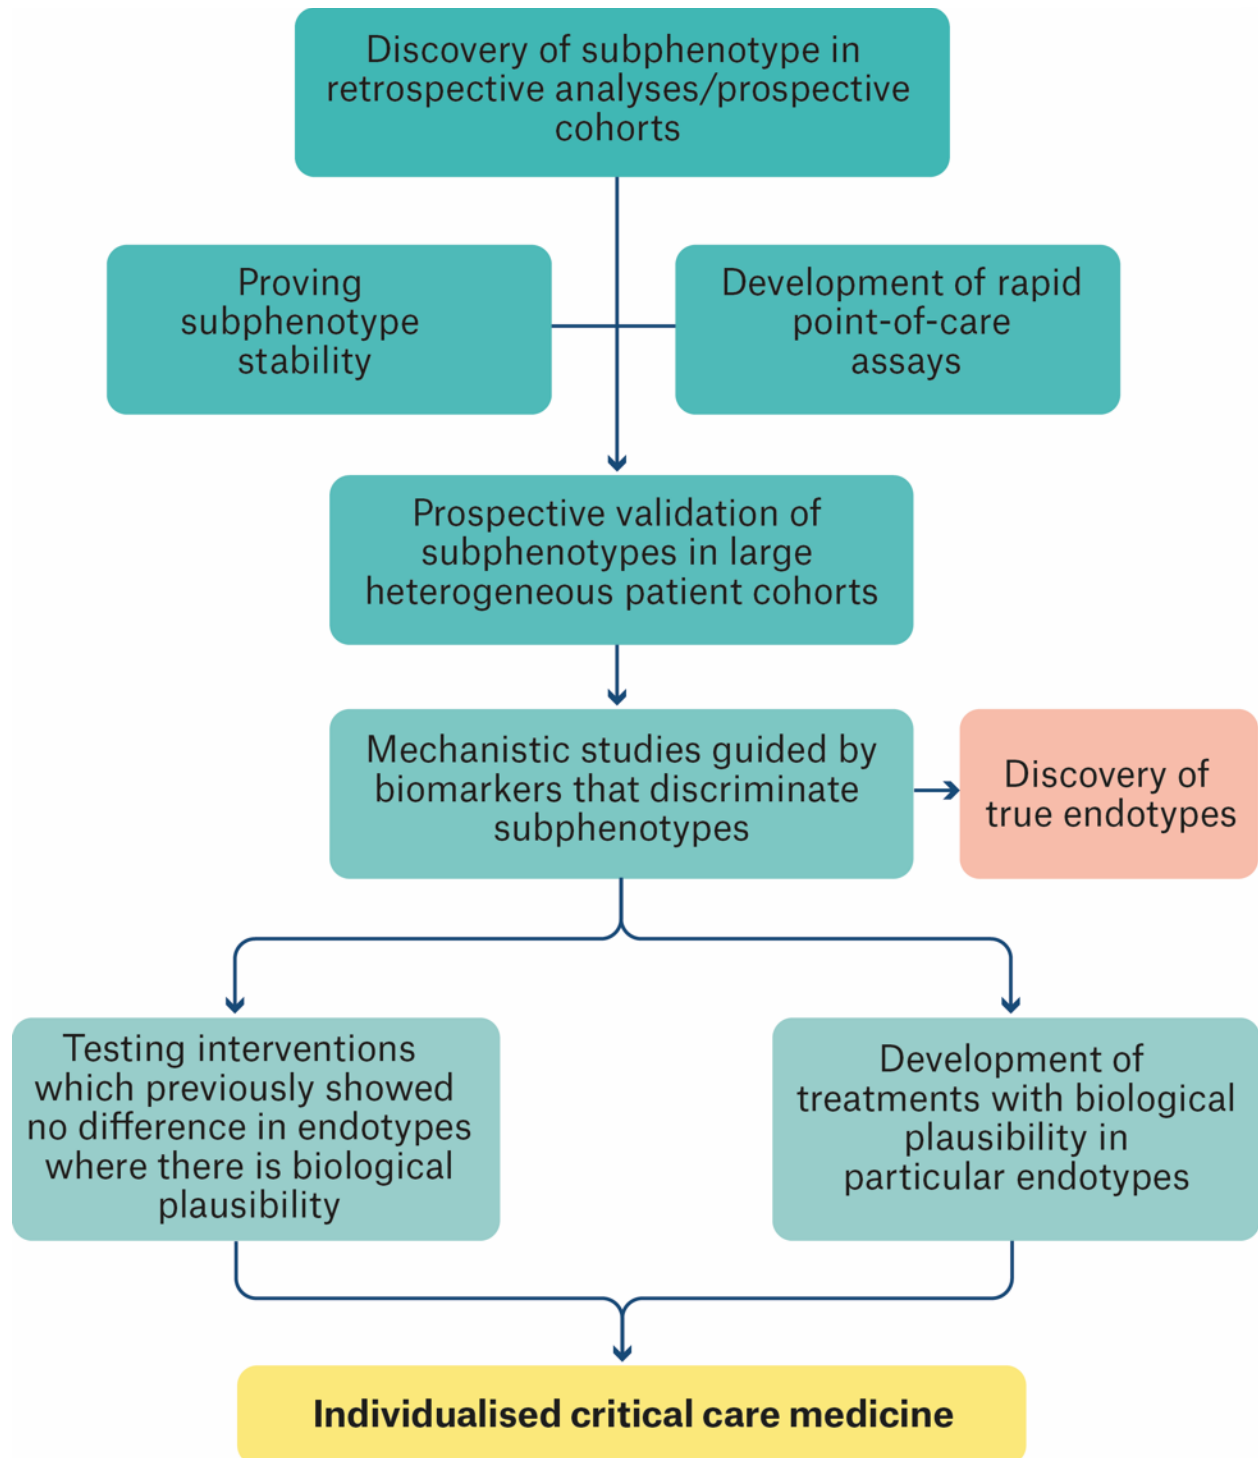 Discovery of subphenotype in
retrospective analyses/prospective
cohorts
Proving
subphenotype
stability
Development of rapid
point-of-care
assays
Prospective validation of
subphenotypes in large
heterogeneous patient cohorts
Mechanistic studies guided by
biomarkers that discriminate
subphenotypes
Discovery of
true endotypes
Testing interventions
which previously showed
no difference in endotypes
where there is biological
plausibility
Development of
treatments with biological
plausibility in
particular endotypes
Individualised critical care medicine